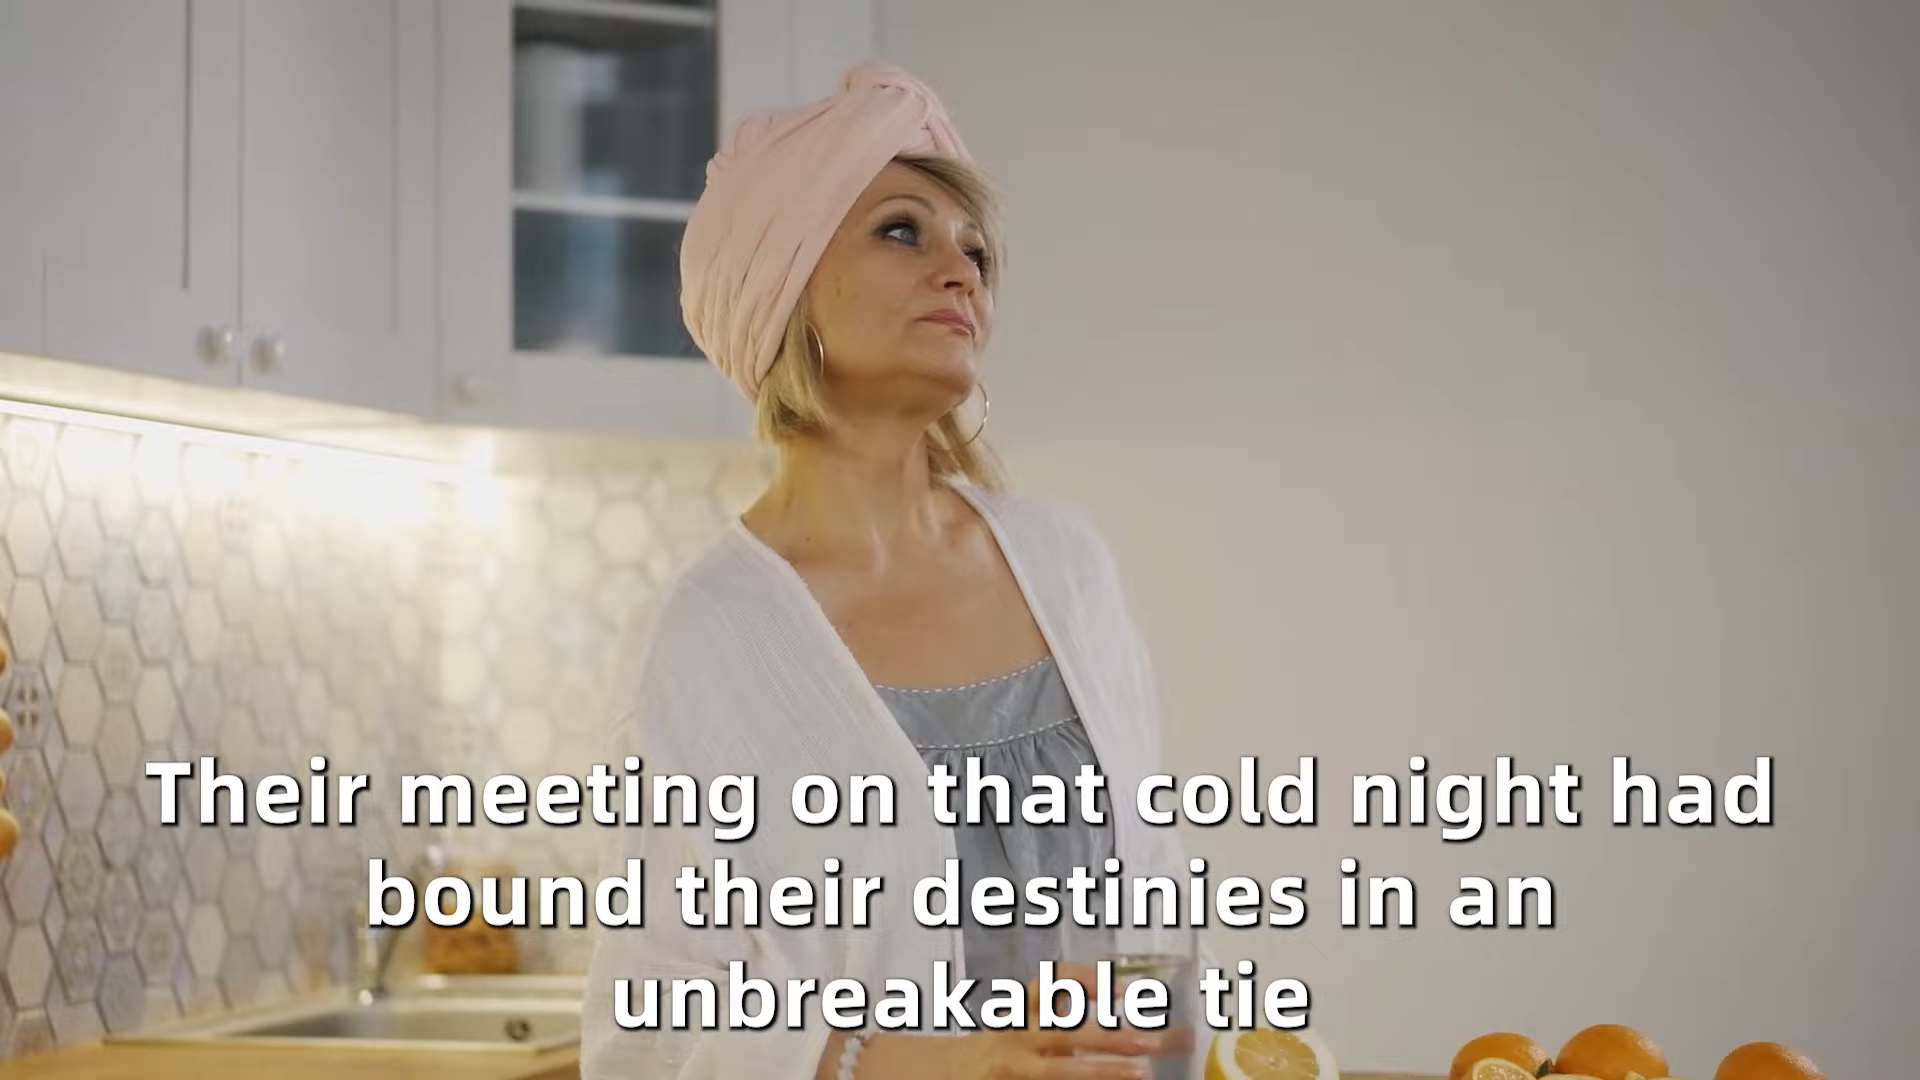 Their meeting on that cold night had
bound their destinies in an
unbreakable tie